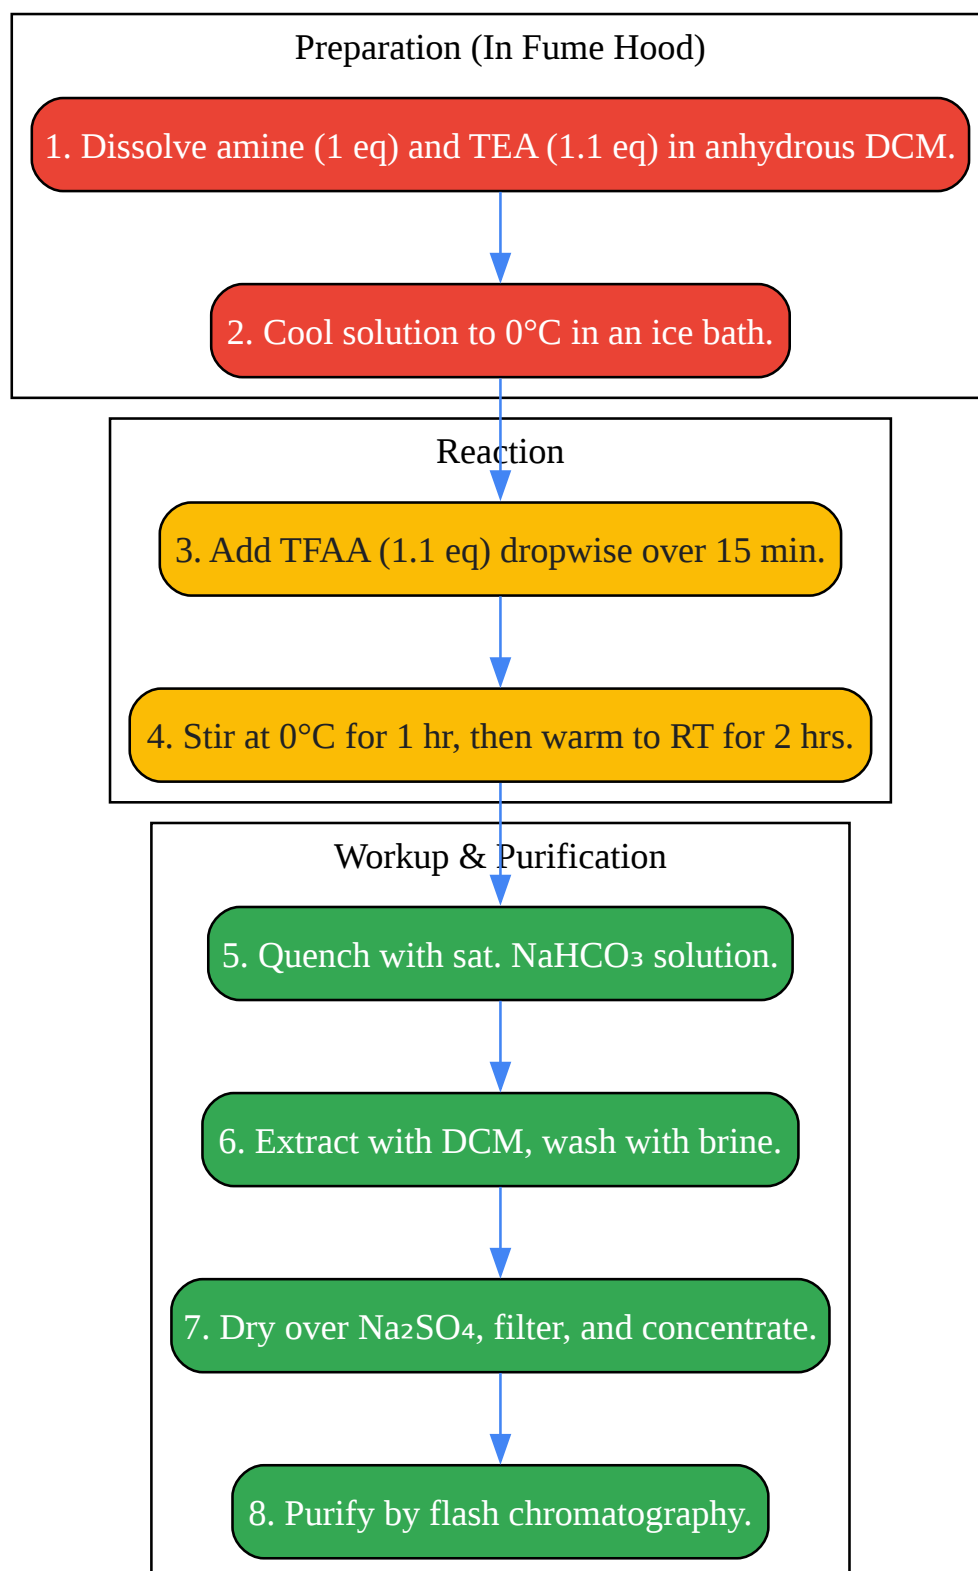 Preparation (In Fume Hood)
1. Dissolve amine (1 eq) and TEA (1.1 eq) in anhydrous DCM.
2. Cool solution to 0°C in an ice bath.
Reaction
3. Add TFAA (1.1 eq) dropwise over 15 min.
4. Stir at 0°C for 1 hr, then warm to RT for 2 hrs.
Workup & Purification
5. Quench with sat. NaHCO₃ solution.
6. Extract with DCM, wash with brine.
7. Dry over Na₂SO₄, filter, and concentrate.
8. Purify by flash chromatography.